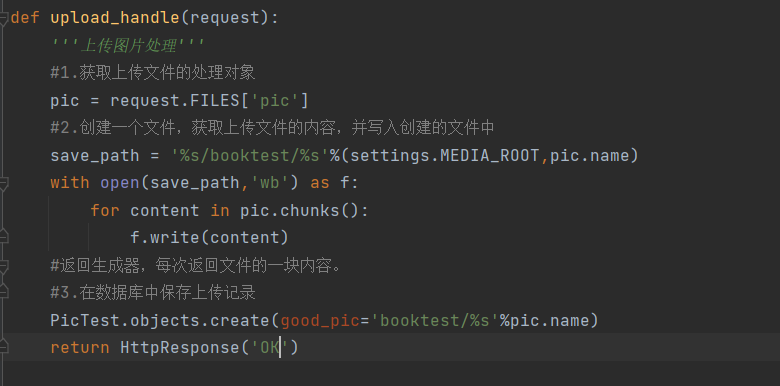 def upload_handle(request):
    '''上传图片处理'''
    #1.获取上传文件的处理对象
    pic = request.FILES['pic']
    #2.创建一个文件，获取上传文件的内容，并写入创建的文件中
    save_path = '%s/booktest/%s'%(settings.MEDIA_ROOT,pic.name)
    with open(save_path,'wb') as f:
        for content in pic.chunks():
            f.write(content)
    #返回生成器，每次返回文件的一块内容。
    #3.在数据库中保存上传记录
    PicTest.objects.create(good_pic='booktest/%s'%pic.name)
    return HttpResponse('OK')